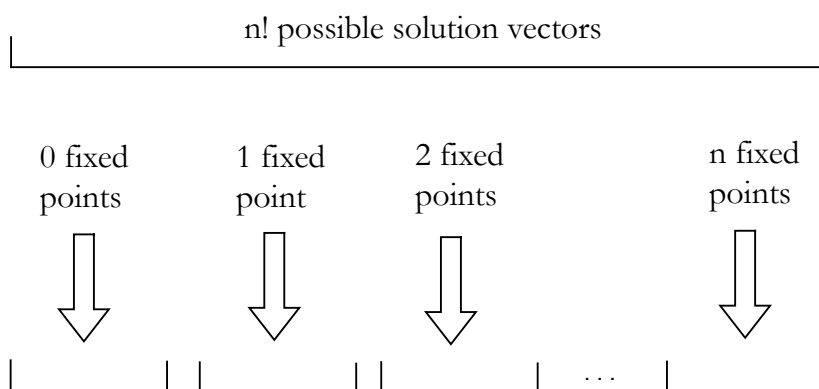 n! possible solution vectors
0 fixed
points
1 fixed
point
2 fixed
points
n fixed
points
. . .